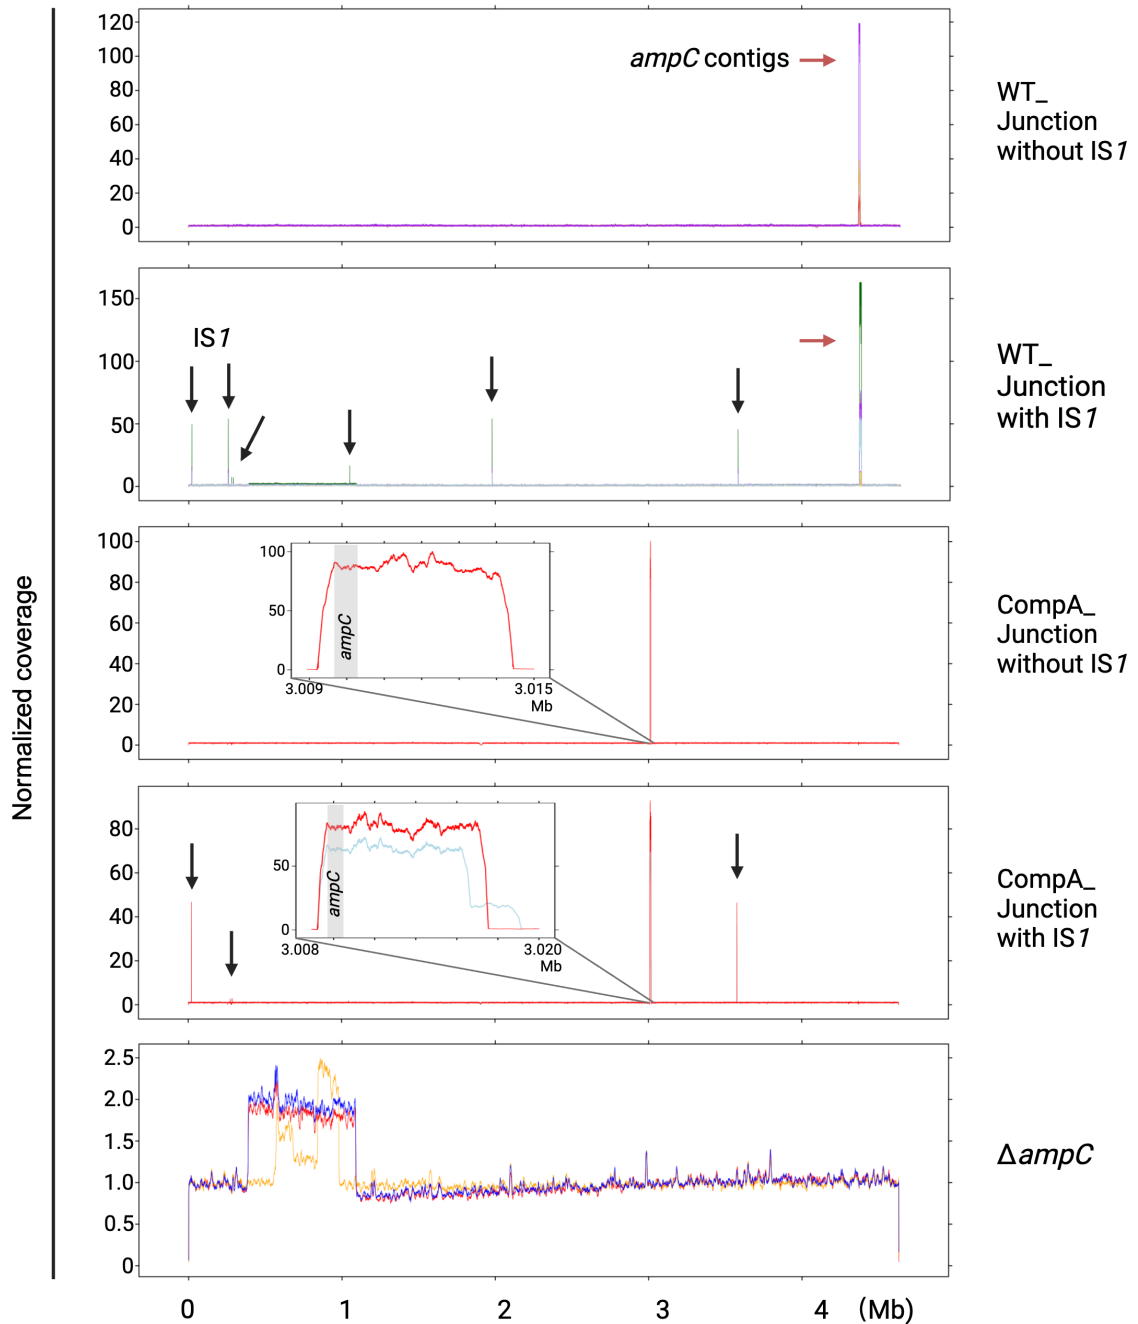 Normalized coverage
120
100
80
60
40
20
0
ampC contigs
WT_
Junction
without IS1
150
100
50
0
IS1
WT_
Junction
with IS1
100
80
60
40
20
0
100
50
0
ampC
3.009
3.015
Mb
CompA_
Junction
without IS1
80
60
40
20
0
50
0
ampC
3.008
3.020
Mb
CompA_
Junction
with IS1
2.5
2.0
1.5
1.0
0.5
0
ΔampC
0 1 2 3 4 (Mb)